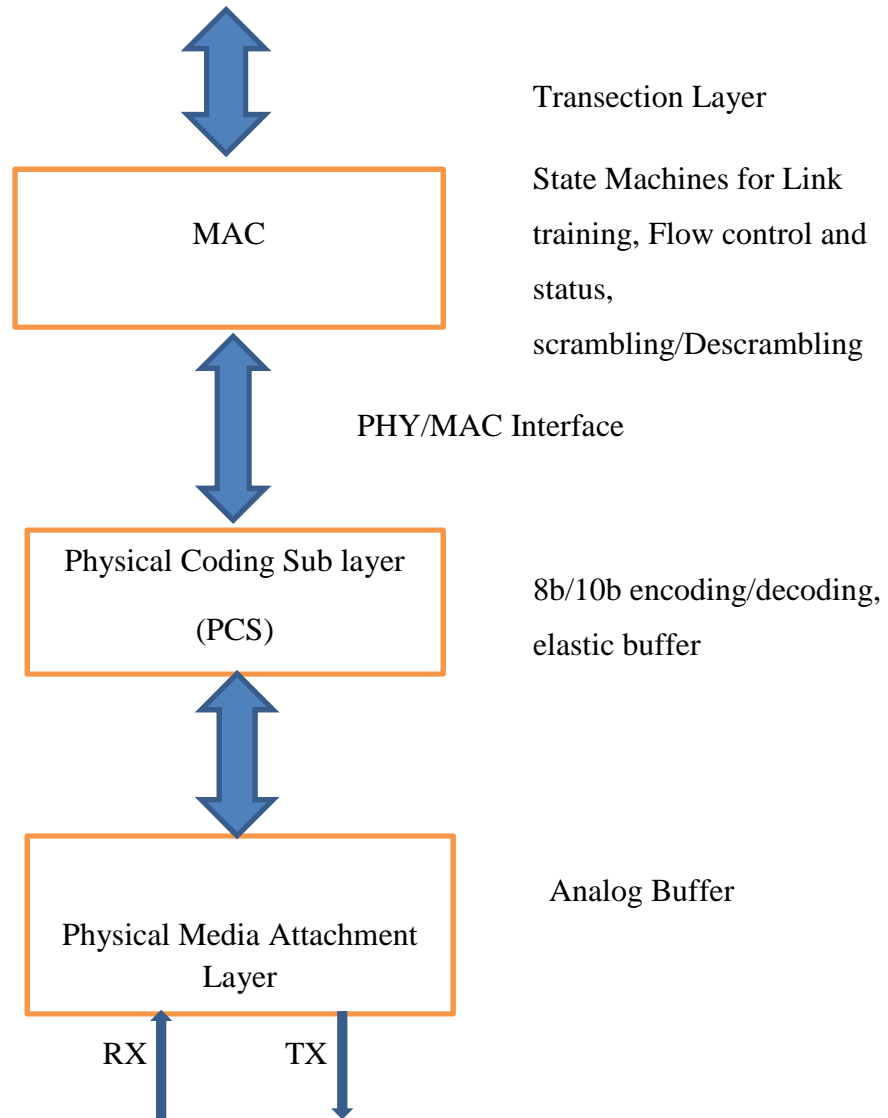 Transection Layer
MAC
State Machines for Link
training, Flow control and
status,
scrambling/Descrambling
PHY/MAC Interface
Physical Coding Sub layer
(PCS)
8b/10b encoding/decoding,
elastic buffer
Analog Buffer
Physical Media Attachment
Layer
RX
TX